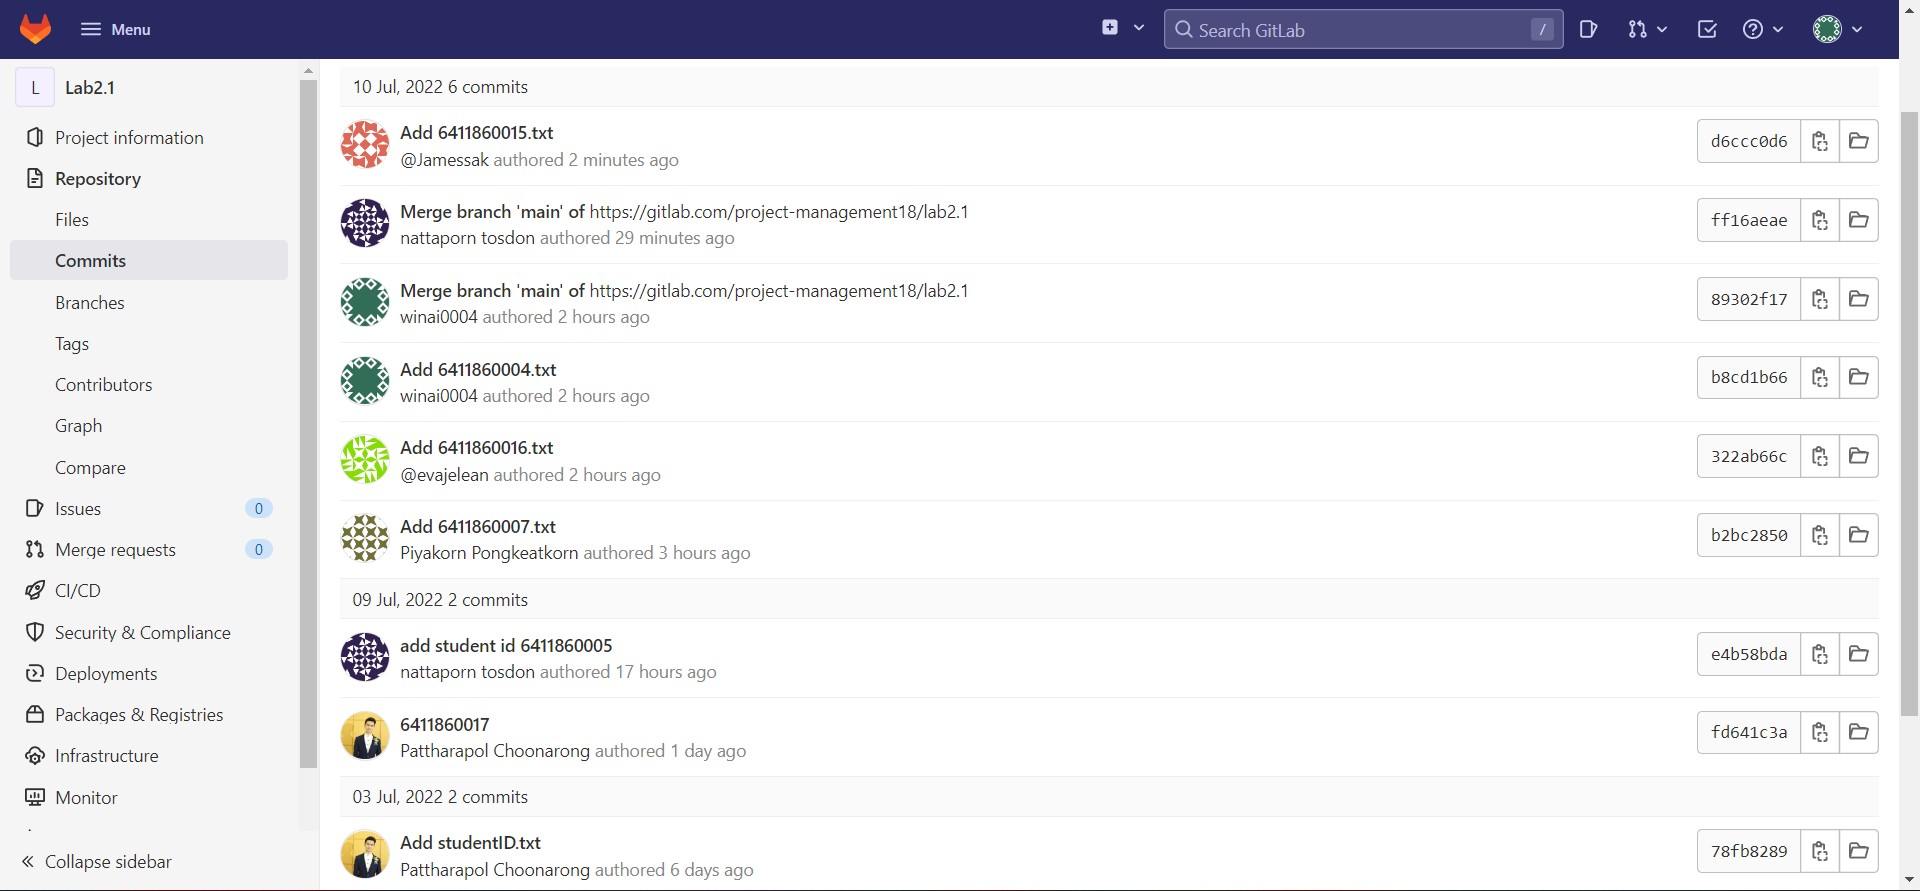 Menu
Search GitLab
/
L
Lab2.1
Project information
Repository
Files
Commits
Branches
Tags
Contributors
Graph
Compare
Issues 0
Merge requests 0
CI/CD
Security & Compliance
Deployments
Packages & Registries
Infrastructure
Monitor
Collapse sidebar
10 Jul, 2022 6 commits
Add 6411860015.txt
@Jamessak authored 2 minutes ago
d6ccc0d6
Merge branch 'main' of https://gitlab.com/project-management18/lab2.1
nattaporn tosdon authored 29 minutes ago
ff16aeae
Merge branch 'main' of https://gitlab.com/project-management18/lab2.1
winai0004 authored 2 hours ago
89302f17
Add 6411860004.txt
winai0004 authored 2 hours ago
b8cd1b66
Add 6411860016.txt
@evajelean authored 2 hours ago
322ab66c
Add 6411860007.txt
Piyakorn Pongkeatkorn authored 3 hours ago
b2bc2850
09 Jul, 2022 2 commits
add student id 6411860005
nattaporn tosdon authored 17 hours ago
e4b58bda
6411860017
Pattharapol Choonarong authored 1 day ago
fd641c3a
03 Jul, 2022 2 commits
Add studentID.txt
Pattharapol Choonarong authored 6 days ago
78fb8289